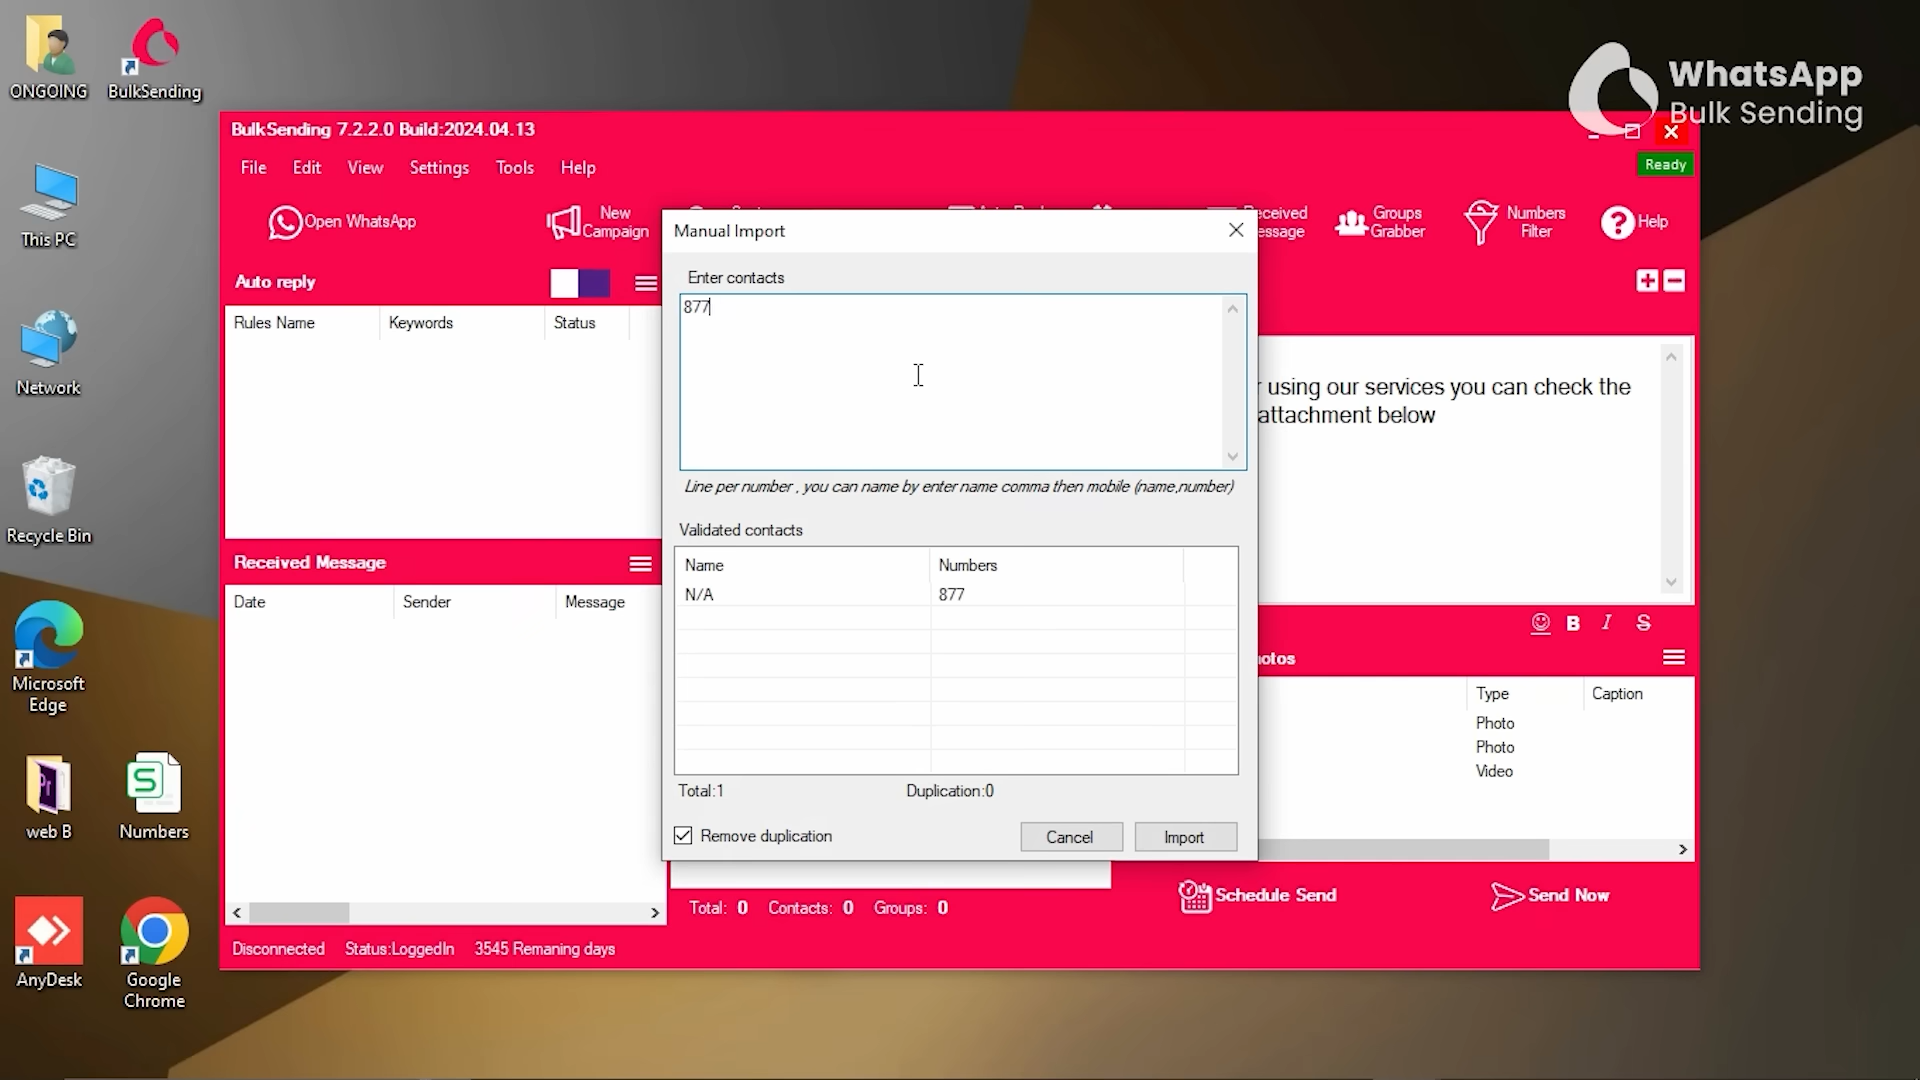 ONGOING
BulkSending
This PC
Network
Recycle Bin
Microsoft
Edge
web B
Numbers
AnyDesk
Google
Chrome
WhatsApp
Bulk Sending
BulkSending 7.2.2.0 Build:2024.04.13
File Edit View Settings Tools Help
Ready
Open WhatsApp
New
Campaign
Received
essage
Groups
Grabber
Numbers
Filter
Help
Auto reply
Rules Name Keywords Status
Received Message
Date Sender Message
Manual Import
Enter contacts
877
Line per number , you can name by enter name comma then mobile (name,number)
Validated contacts
Name Numbers
N/A 877
Total:1 Duplication:0
Remove duplication
Cancel
Import
using our services you can check the
attachment below
B I S
otos
Type Caption
Photo
Photo
Video
Total: 0 Contacts: 0 Groups: 0
Schedule Send
Send Now
Disconnected Status:LoggedIn 3545 Remaning days